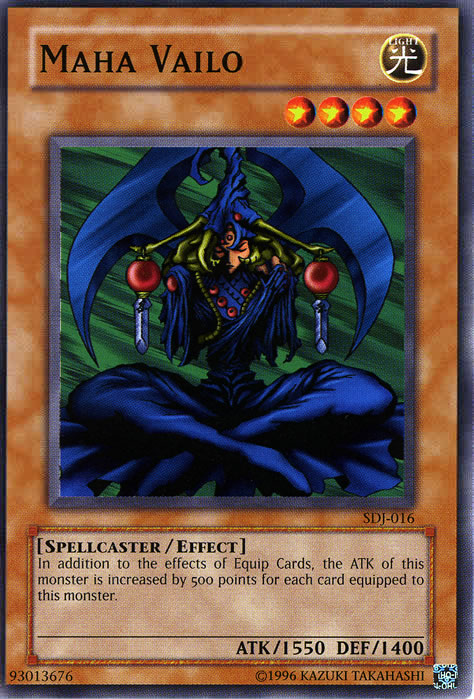 MAHA VAILO
LIGHT
光
SDJ-016
[SPELLCASTER/EFFECT]
In addition to the effects of Equip Cards, the ATK of this
monster is increased by 500 points for each card equipped to
this monster.
ATK/1550 DEF/1400
93013676
©1996 KAZUKI TAKAHASHI